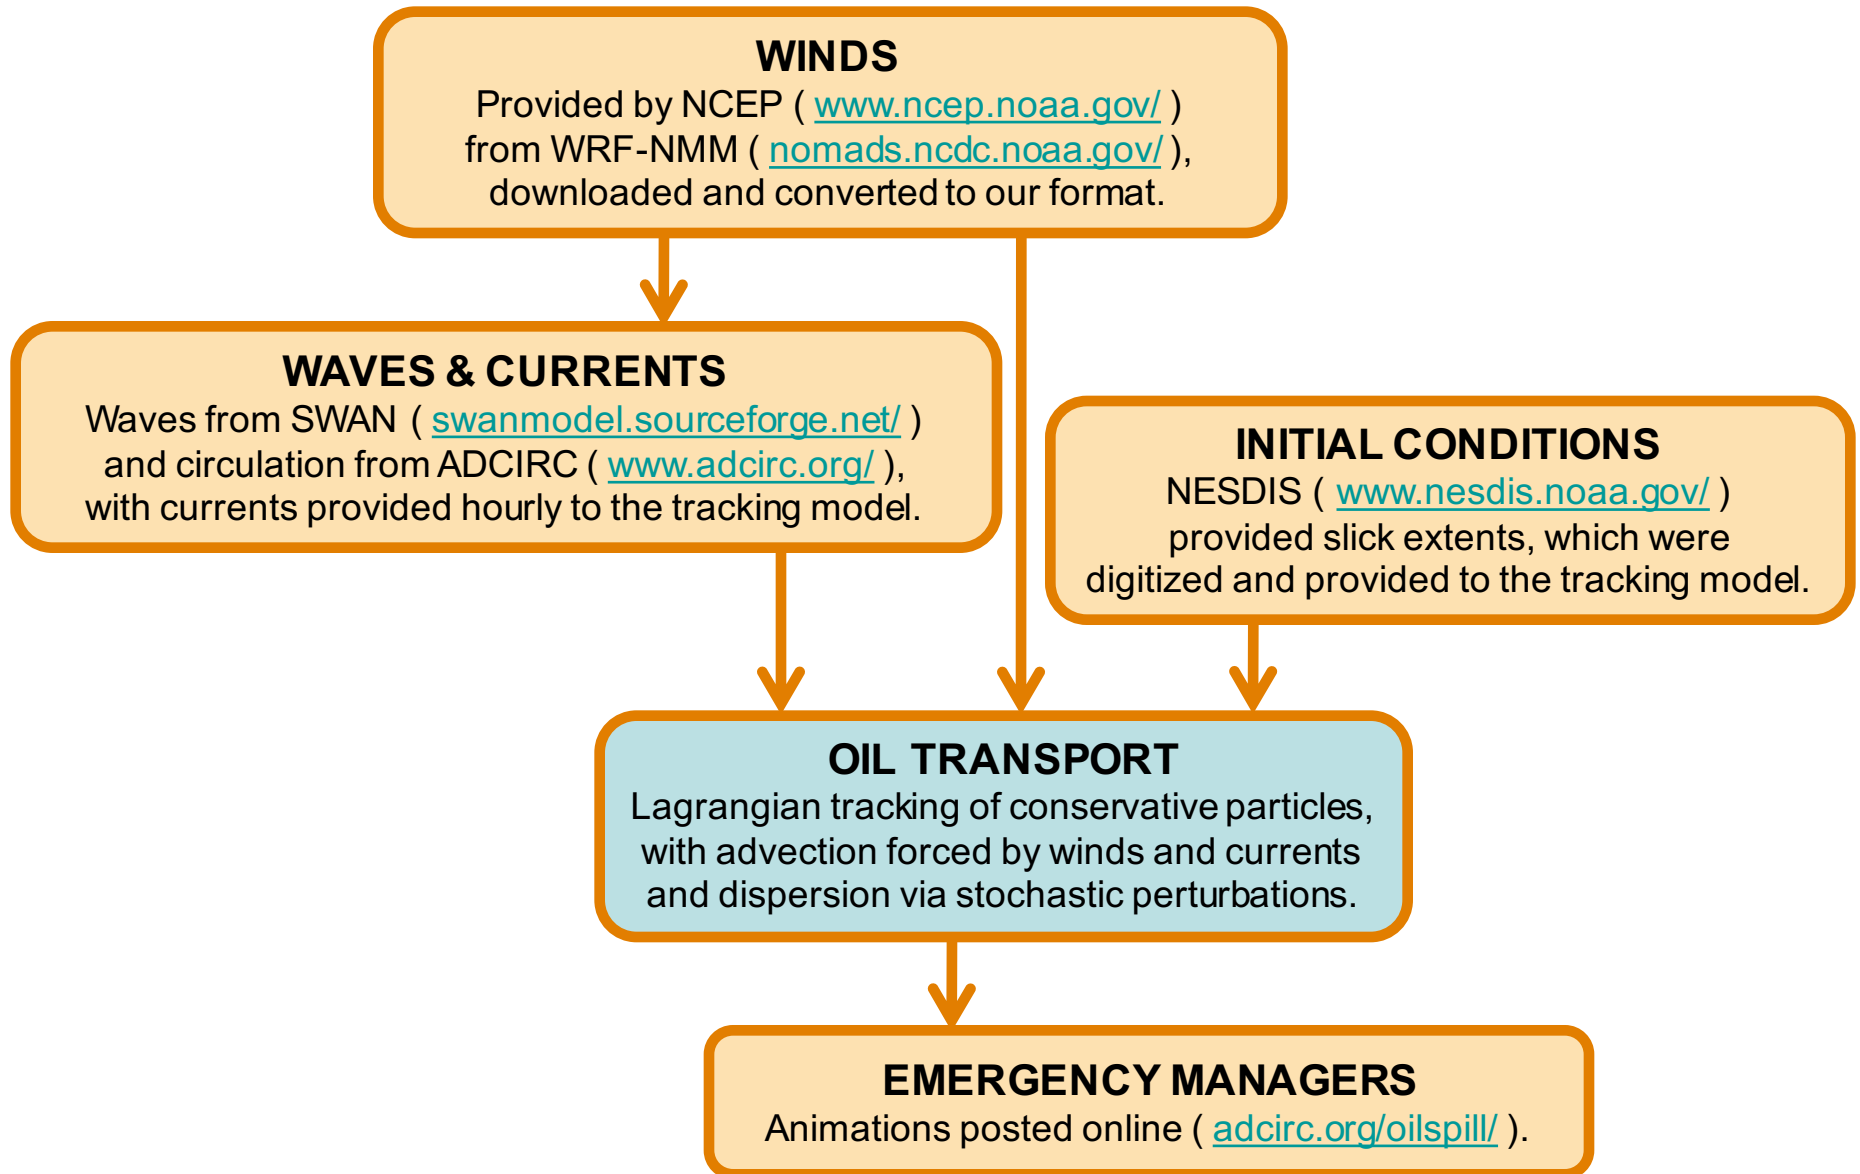 WINDS
Provided by NCEP ( www.ncep.noaa.gov/ )
from WRF-NMM ( nomads.ncdc.noaa.gov/ ),
downloaded and converted to our format.
WAVES & CURRENTS
Waves from SWAN ( swanmodel.sourceforge.net/ )
and circulation from ADCIRC ( www.adcirc.org/ ),
with currents provided hourly to the tracking model.
INITIAL CONDITIONS
NESDIS ( www.nesdis.noaa.gov/ )
provided slick extents, which were
digitized and provided to the tracking model.
OIL TRANSPORT
Lagrangian tracking of conservative particles,
with advection forced by winds and currents
and dispersion via stochastic perturbations.
EMERGENCY MANAGERS
Animations posted online ( adcirc.org/oilspill/ ).